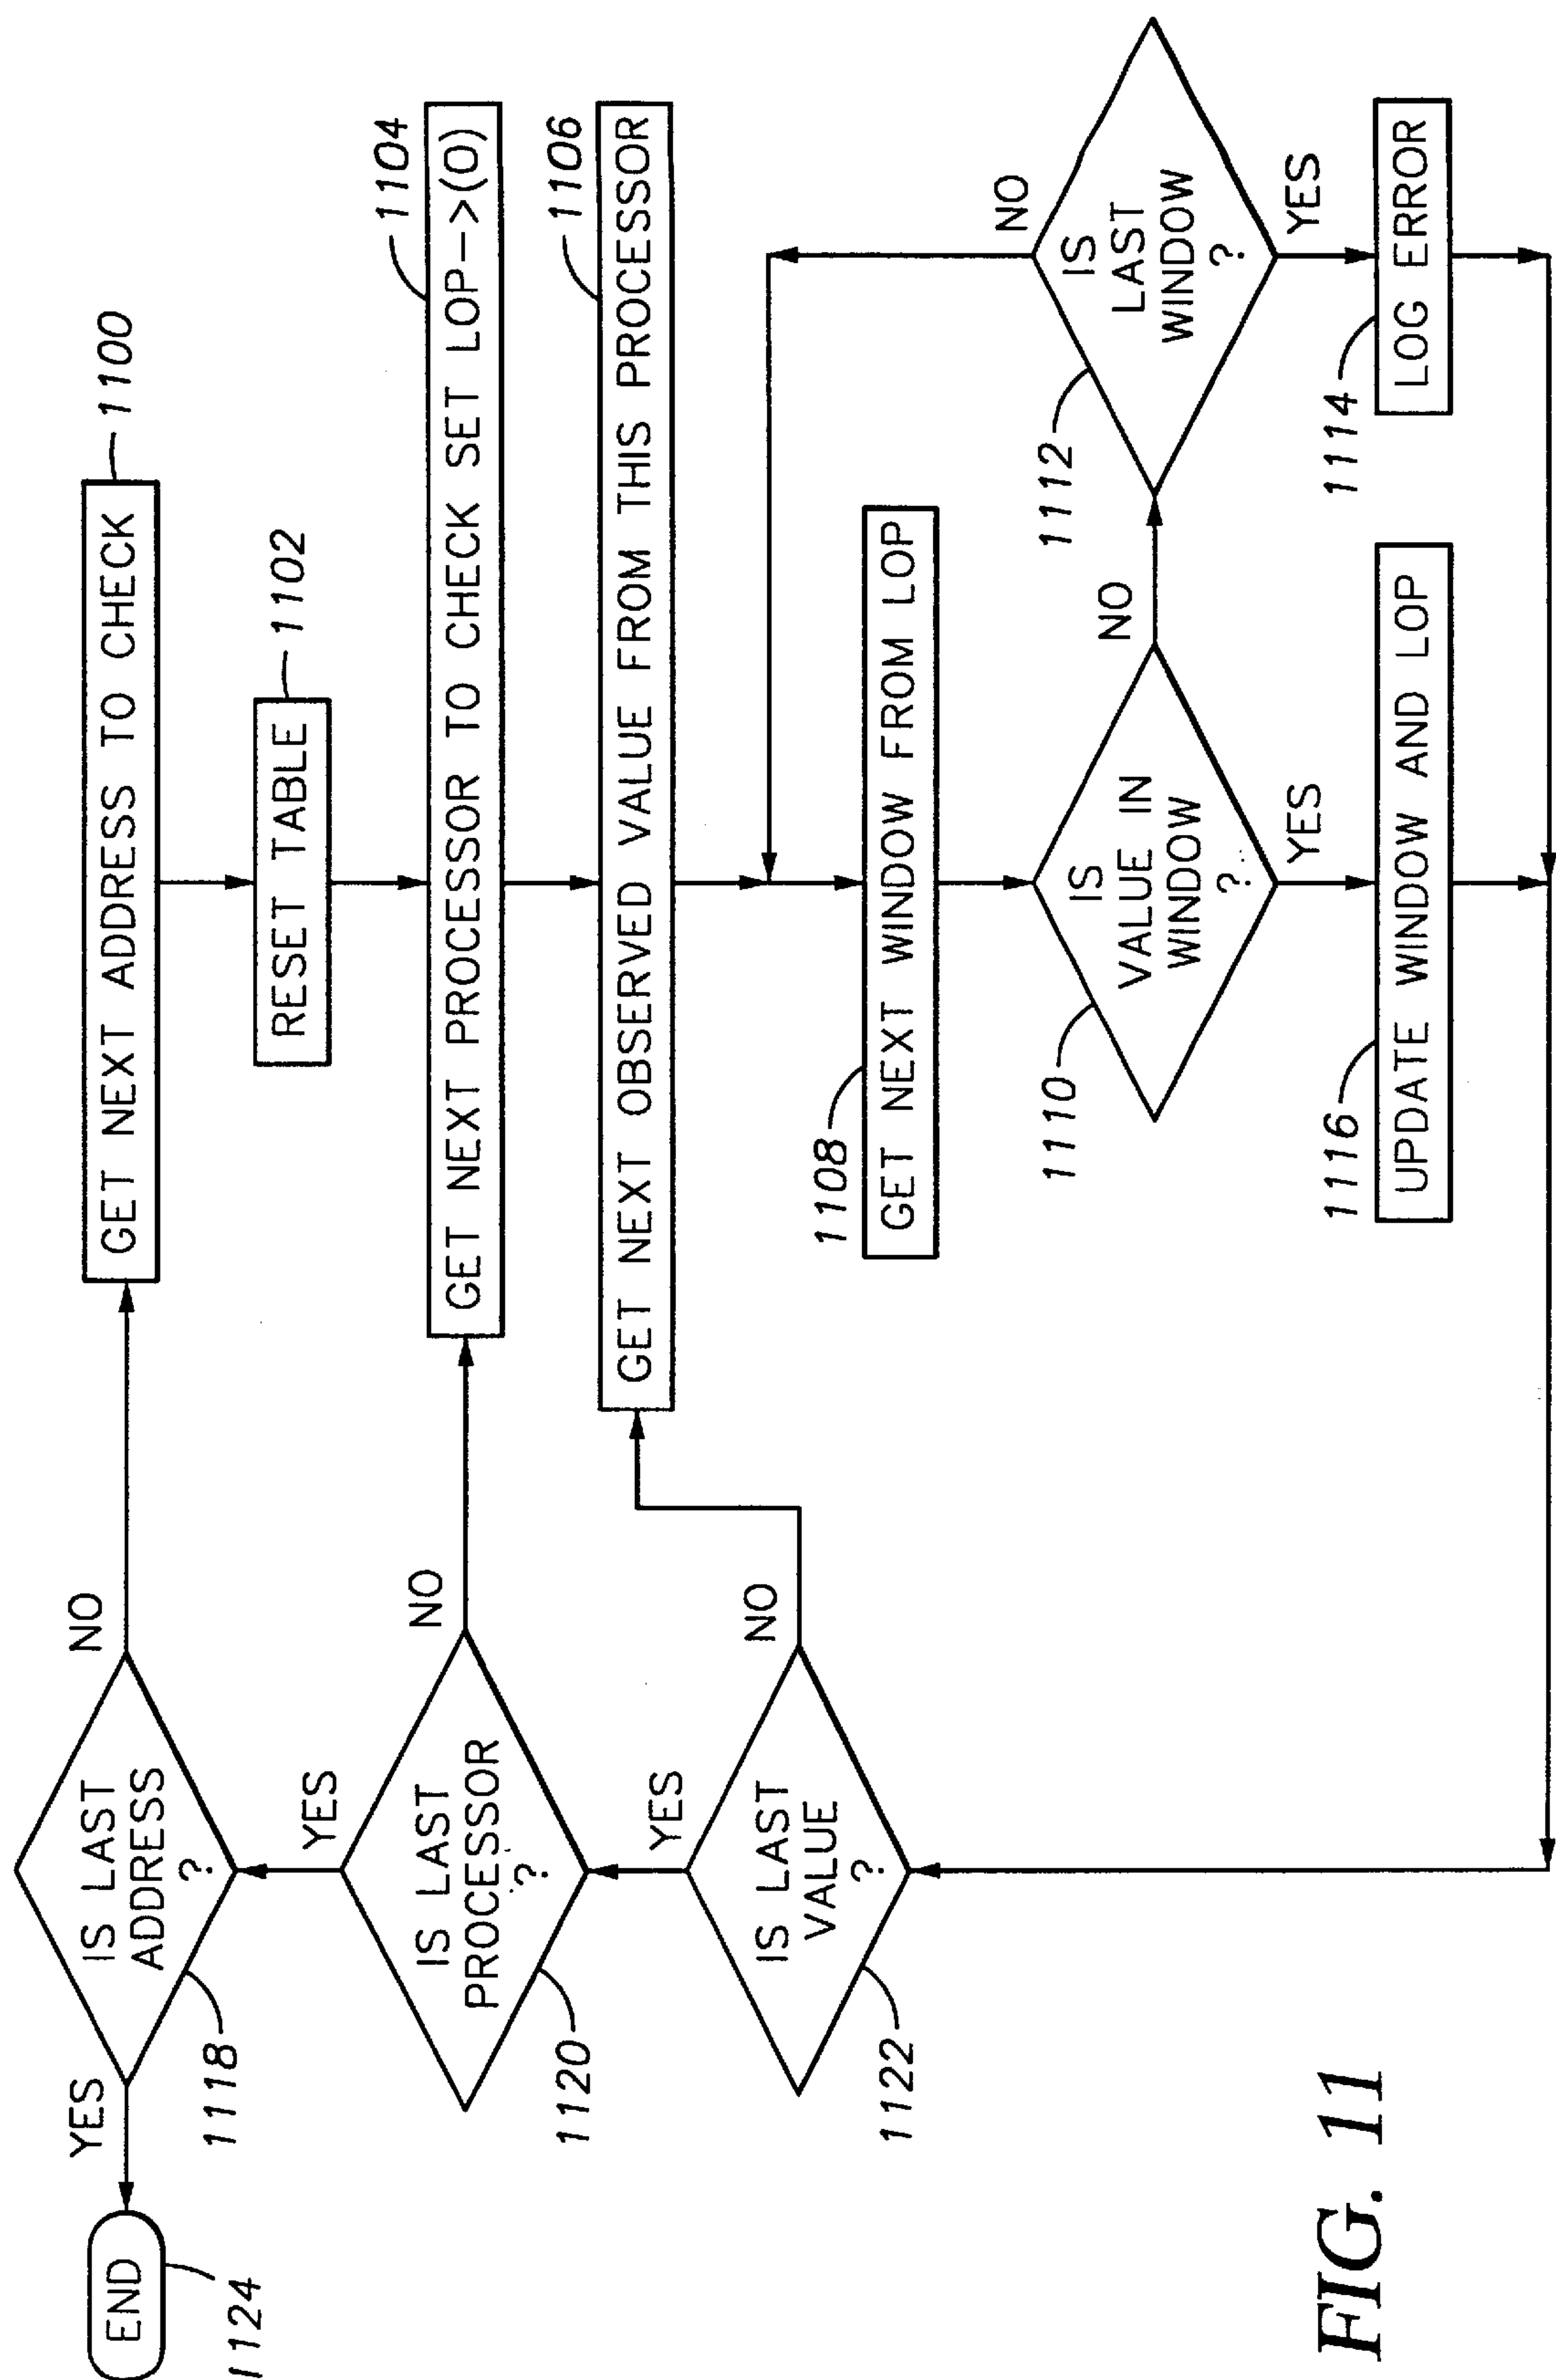 YES
IS LAST
ADDRESS
?
NO
GET NEXT ADDRESS TO CHECK
1100
END
1124
1118
YES
RESET TABLE
1102
IS LAST
PROCESSOR
?
NO
GET NEXT PROCESSOR TO CHECK SET LOP->(0)
1104
1120
YES
GET NEXT OBSERVED VALUE FROM THIS PROCESSOR
1106
IS LAST
VALUE
?
NO
1122
1108
GET NEXT WINDOW FROM LOP
1110
IS
VALUE IN
WINDOW
?
NO
YES
1112
IS
LAST
WINDOW
?
NO
YES
1116
UPDATE WINDOW AND LOP
1114
LOG ERROR
FIG. 11